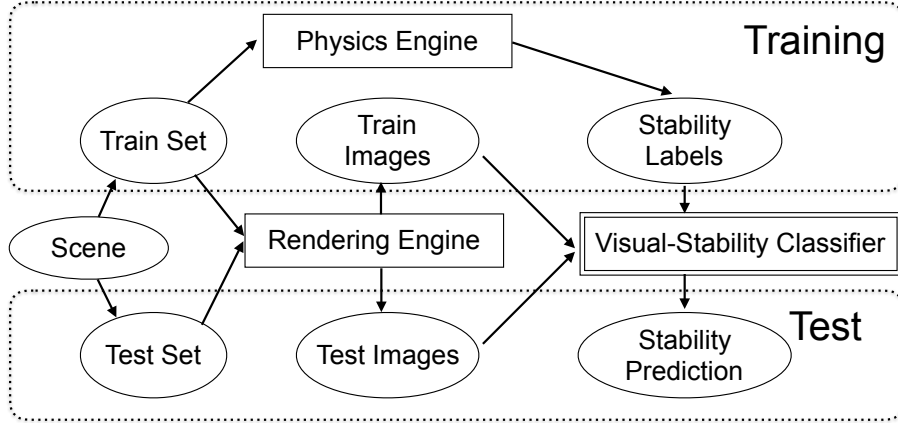 Physics Engine
Training
Train Set
Train
Images
Stability
Labels
Scene
Rendering Engine
Visual-Stability Classifier
Test Set
Test Images
Stability
Prediction
Test